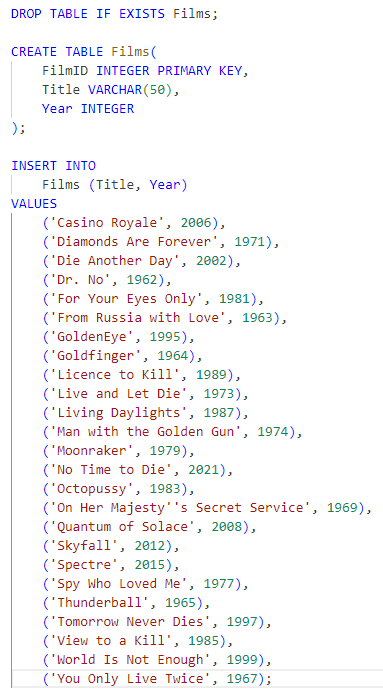 DROP TABLE IF EXISTS Films;
CREATE TABLE Films(
FilmID INTEGER PRIMARY KEY,
Title VARCHAR(50),
Year INTEGER
);
INSERT INTO
Films (Title, Year)
VALUES
('Casino Royale', 2006),
('Diamonds Are Forever', 1971),
('Die Another Day', 2002),
('Dr. No', 1962),
('For Your Eyes Only', 1981),
('From Russia with Love', 1963),
('GoldenEye', 1995),
('Goldfinger', 1964),
('Licence to Kill', 1989),
('Live and Let Die', 1973),
('Living Daylights', 1987),
('Man with the Golden Gun', 1974),
('Moonraker', 1979),
('No Time to Die', 2021),
('Octopussy', 1983),
('On Her Majesty''s Secret Service', 1969),
('Quantum of Solace', 2008),
('Skyfall', 2012),
('Spectre', 2015),
('Spy Who Loved Me', 1977),
('Thunderball', 1965),
('Tomorrow Never Dies', 1997),
('View to a Kill', 1985),
('World Is Not Enough', 1999),
('You Only Live Twice', 1967);